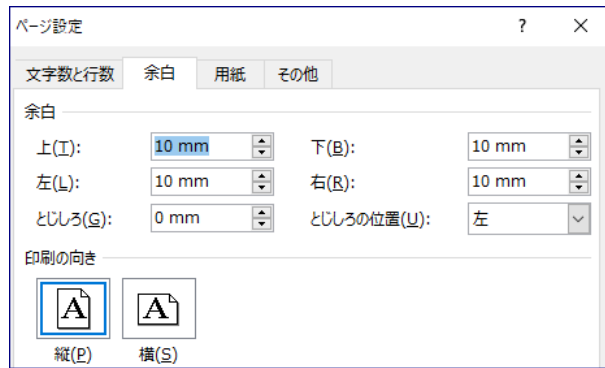 ページ設定 ? ×
文字数と行数 余白 用紙 その他
余白
上(T): 10 mm 下(B): 10 mm
左(L): 10 mm 右(R): 10 mm
とじしろ(G): 0 mm とじしろの位置(U): 左
印刷の向き
A A
縦(P) 横(S)